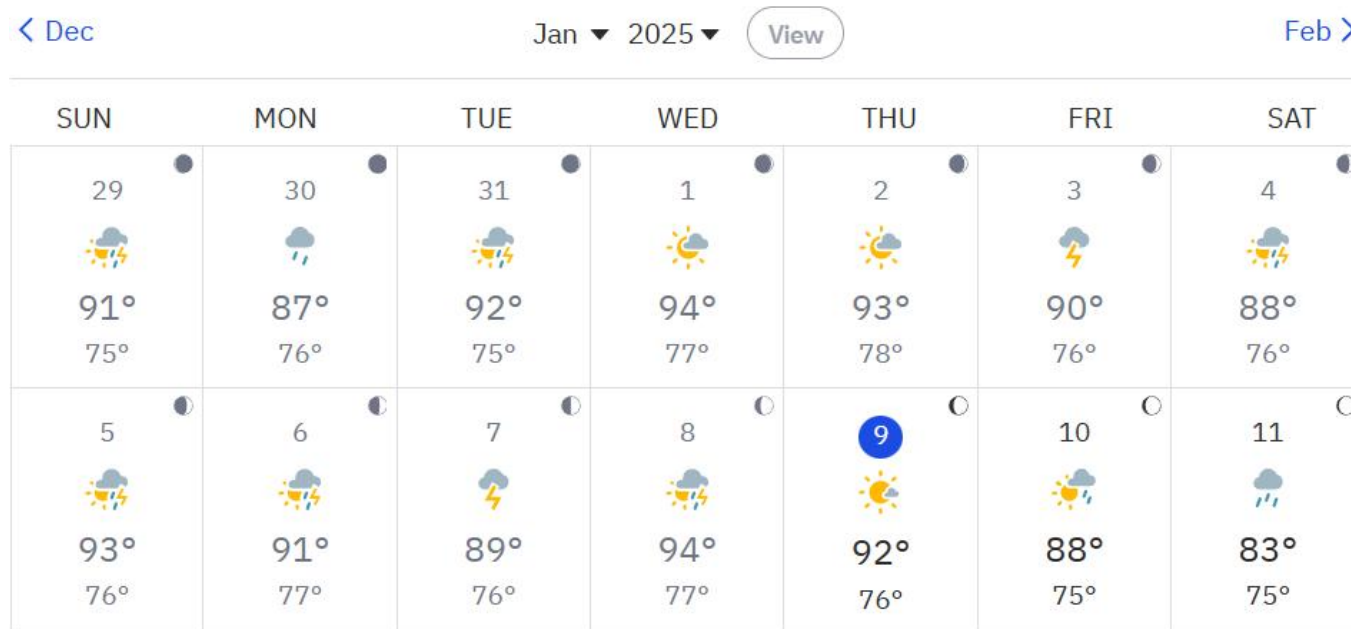 Dec Jan 2025 View Feb
SUN MON TUE WED THU FRI SAT
29 30 31 1 2 3 4
91° 87° 92° 94° 93° 90° 88°
75° 76° 75° 77° 78° 76° 76°
5 6 7 8 9 10 11
93° 91° 89° 94° 92° 88° 83°
76° 77° 76° 77° 76° 75° 75°